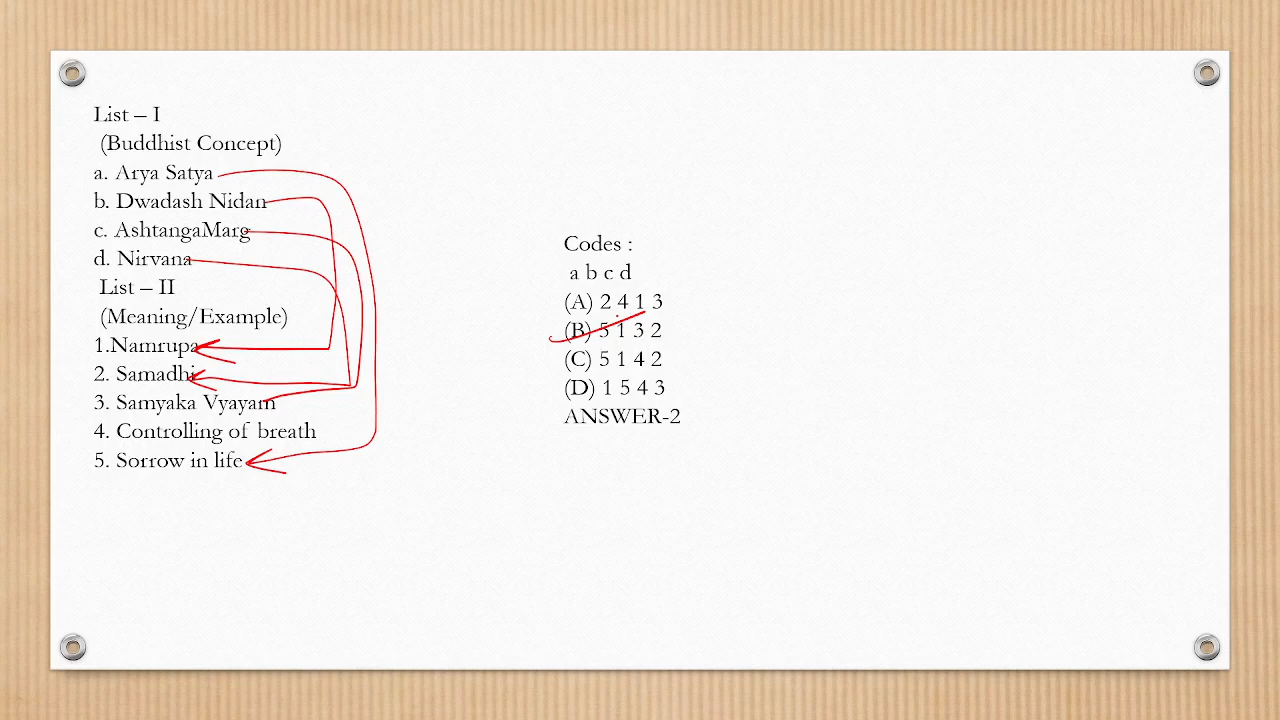 List – I
(Buddhist Concept)
a. Arya Satya
b. Dwadash Nidan
c. AshtangaMarg
d. Nirvana
List – II
(Meaning/Example)
1.Namrupa
2. Samadhi
3. Samyaka Vyayam
4. Controlling of breath
5. Sorrow in life
Codes :
a b c d
(A) 2 4 1 3
(B) 5 1 3 2
(C) 5 1 4 2
(D) 1 5 4 3
ANSWER-2